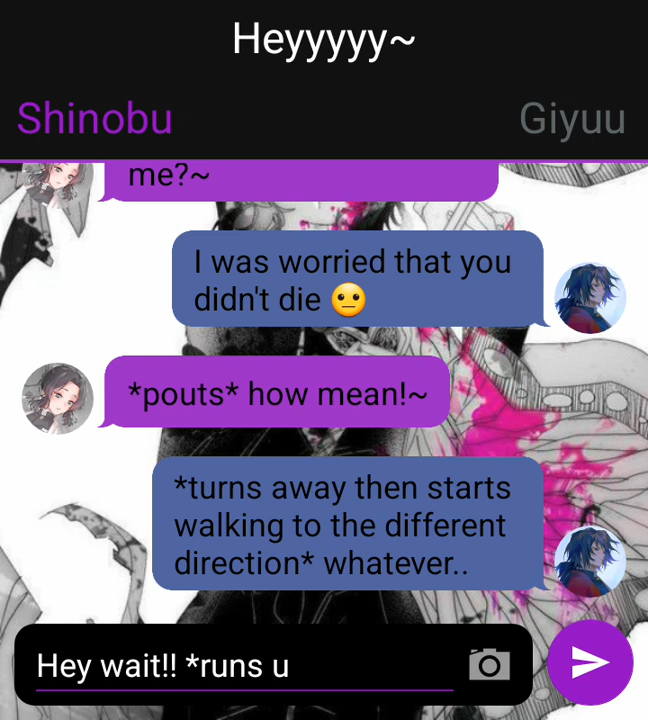 Heyyyyy~
Shinobu
Giyuu
me?~
I was worried that you
didn't die 😐
*pouts* how mean!~
*turns away then starts
walking to the different
direction* whatever..
Hey wait!! *runs u